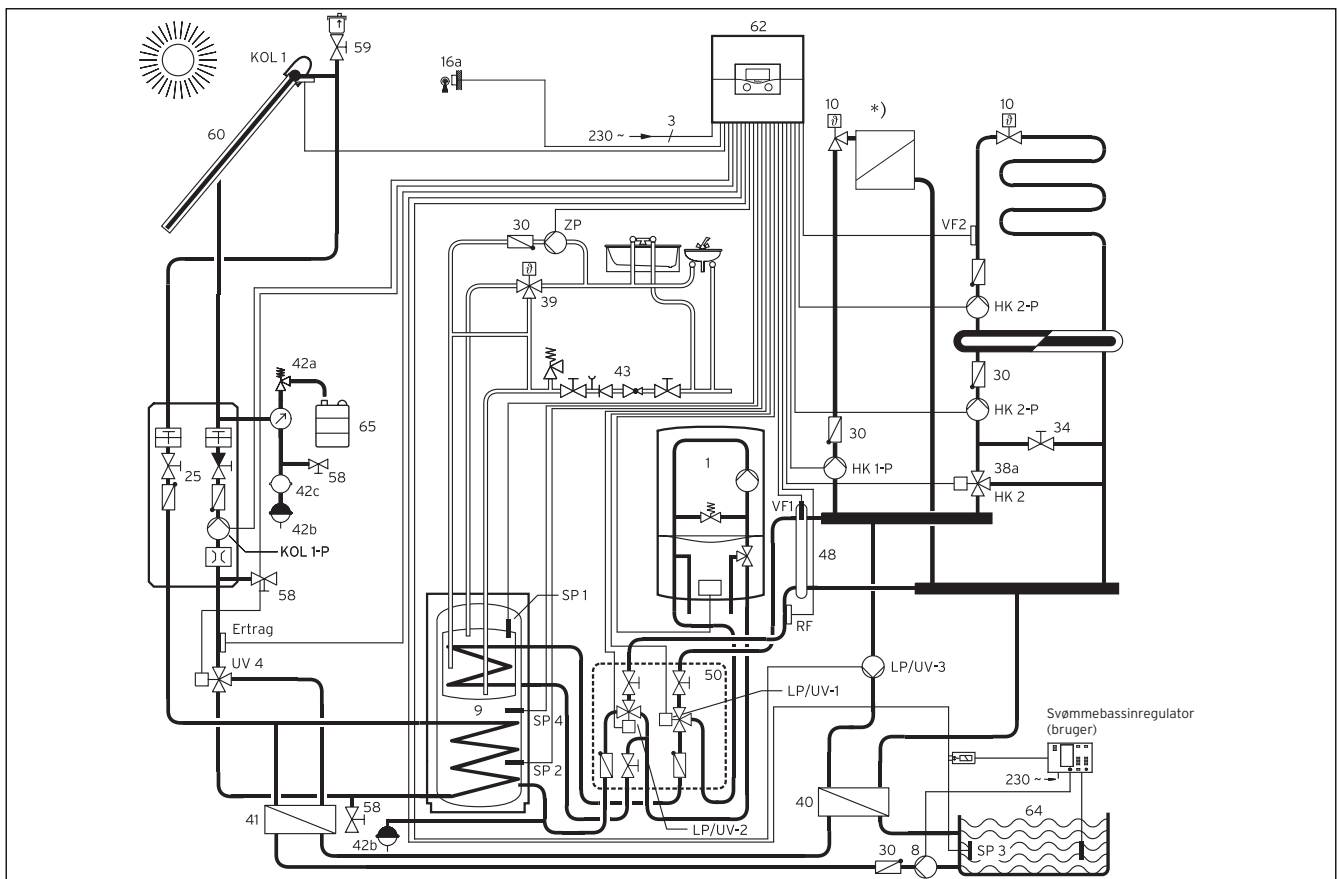 62
59
KOL 1
16a
10
*)
10
60
3
230 ~
VF2
30
ZP
39
HK 2-P
42a
43
30
65
HK 2-P
34
30
1
25
58
38a
HK 1-P
42c
HK 2
VF1
42b
KOL 1-P
48
58
SP 1
Ertrag
RF
UV 4
50
LP/UV-3
LP/UV-1
9
SP 4
Svømmebassinregulator
(bruger)
SP 2
230 ~
58
40
64
41
LP/UV-2
42b
30
8
SP 3